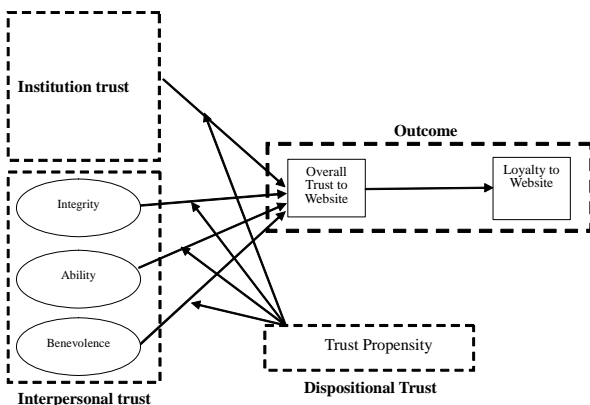 Institution trust
Integrity
Ability
Benevolence
Interpersonal trust
Outcome
Overall
Trust to
Website
Loyalty to
Website
Trust Propensity
Dispositional Trust